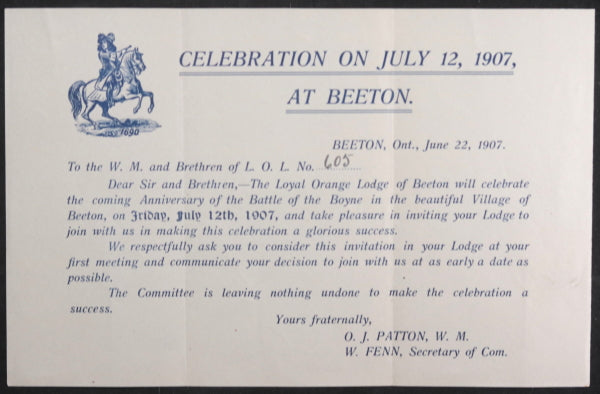 CELEBRATION ON JULY 12, 1907,
AT BEETON.
1690
BEETON, Ont., June 22, 1907.
To the W. M. and Brethren of L. O. L. No. 605
Dear Sir and Brethren,—The Loyal Orange Lodge of Beeton will celebrate
the coming Anniversary of the Battle of the Boyne in the beautiful Village of
Beeton, on Friday, July 12th, 1907, and take pleasure in inviting your Lodge to
join with us in making this celebration a glorious success.
We respectfully ask you to consider this invitation in your Lodge at your
first meeting and communicate your decision to join with us at as early a date as
possible.
The Committee is leaving nothing undone to make the celebration a
success.
Yours fraternally,
O. J. PATTON, W. M.
W. FENN, Secretary of Com.